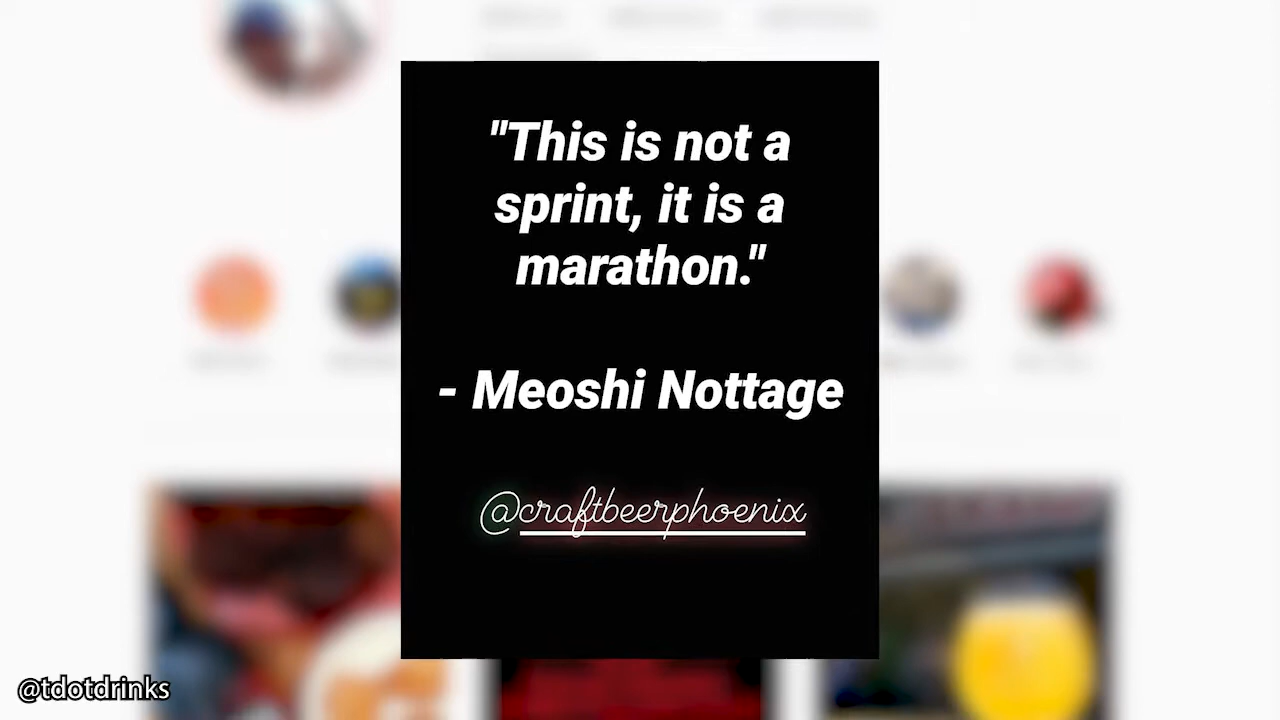 "This is not a
sprint, it is a
marathon."
- Meoshi Nottage
@craftbeerphoenix
@tdotdrinks